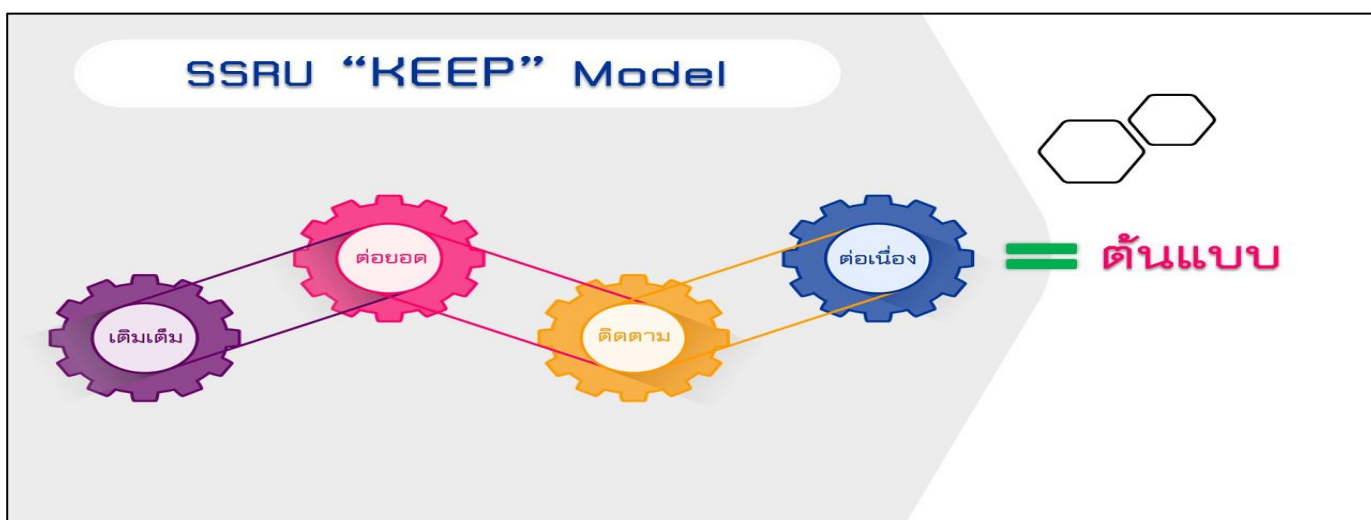 SSRU “KEEP” Model
เติมเต็ม
ต่อยอด
ติดตาม
ต่อเนื่อง
= ต้นแบบ